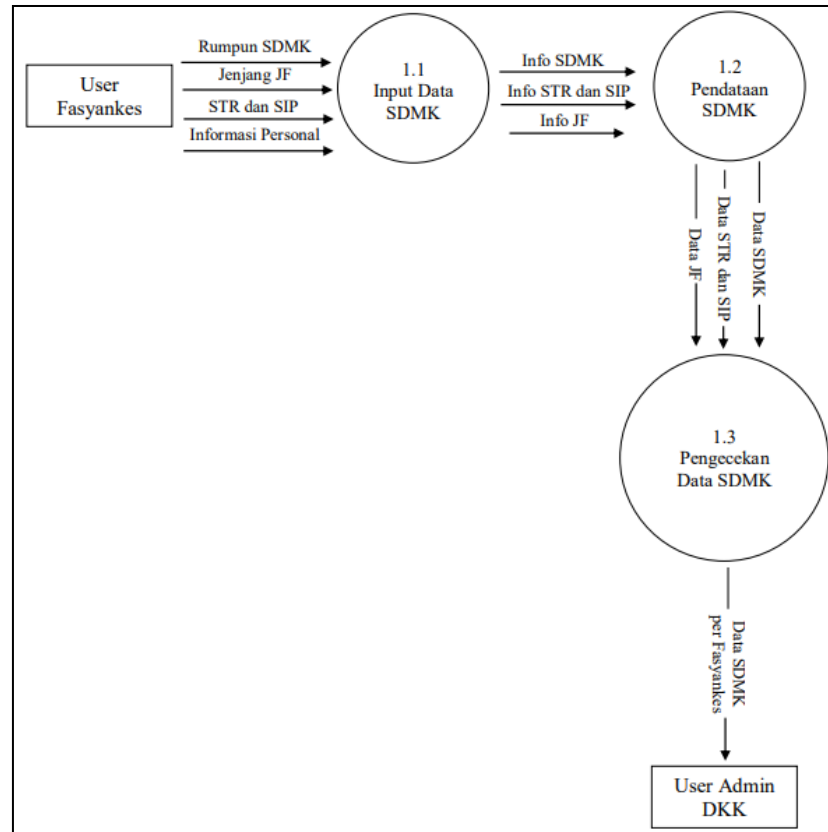 User
Fasyankes
Rumpun SDMK
Jenjang JF
STR dan SIP
Informasi Personal
1.1
Input Data
SDMK
Info SDMK
Info STR dan SIP
Info JF
1.2
Pendataan
SDMK
Data JF
Data STR dan SIP
Data SDMK
1.3
Pengecekan
Data SDMK
Data SDMK
per Fasyankes
User Admin
DKK